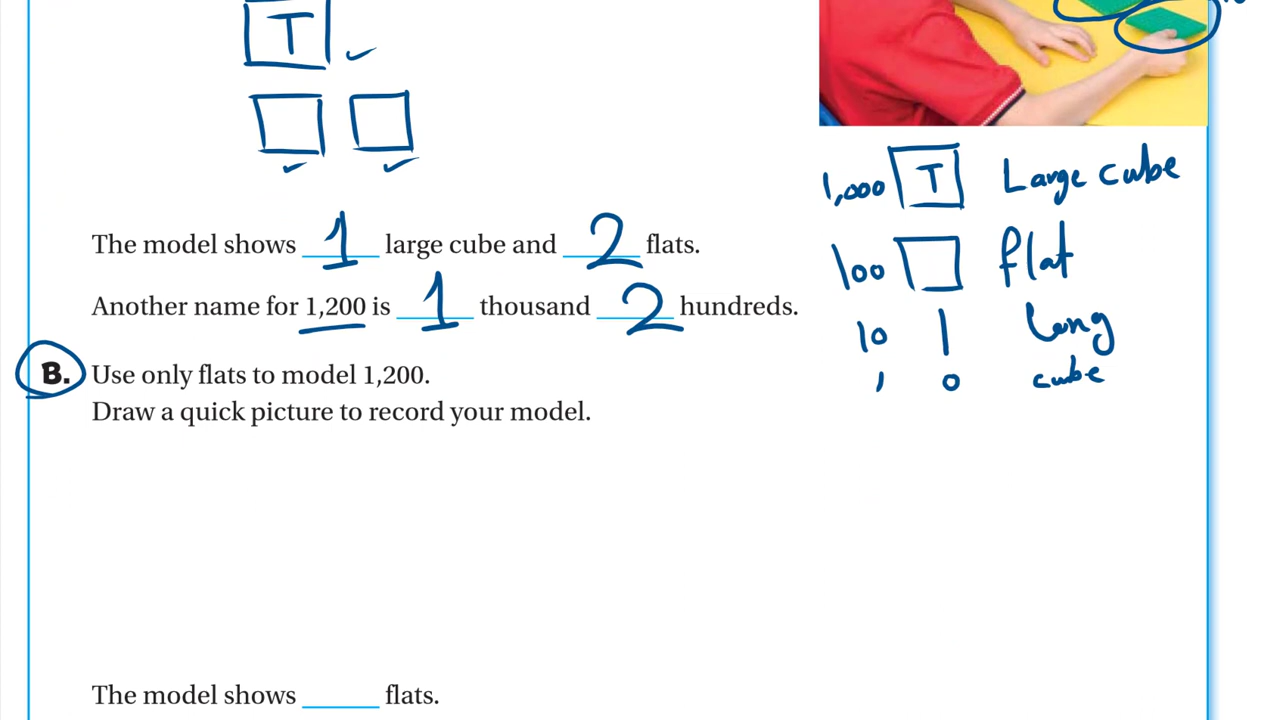 T
The model shows 1 large cube and 2 flats.
Another name for 1,200 is 1 thousand 2 hundreds.
B. Use only flats to model 1,200.
Draw a quick picture to record your model.
The model shows _____ flats.
1,000 T Large cube
100 flat
10 long
1 0 cube